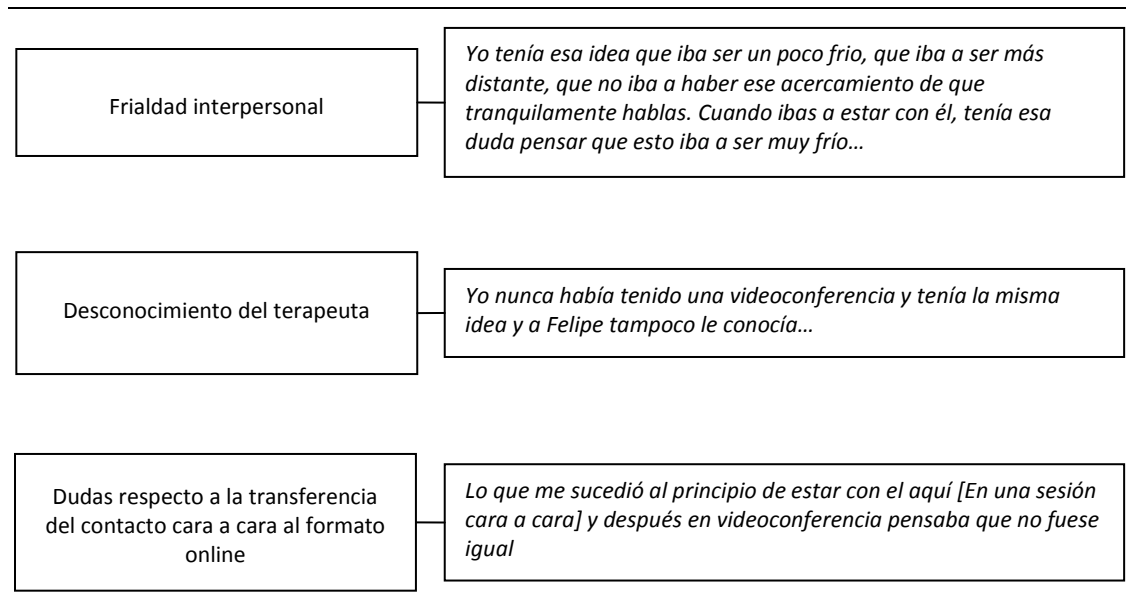 Frialdad interpersonal
Yo tenía esa idea que iba ser un poco frio, que iba a ser más
distante, que no iba a haber ese acercamiento de que
tranquilamente hablas. Cuando ibas a estar con él, tenía esa
duda pensar que esto iba a ser muy frío…
Desconocimiento del terapeuta
Yo nunca había tenido una videoconferencia y tenía la misma
idea y a Felipe tampoco le conocía…
Dudas respecto a la transferencia
del contacto cara a cara al formato
online
Lo que me sucedió al principio de estar con el aquí [En una sesión
cara a cara] y después en videoconferencia pensaba que no fuese
igual